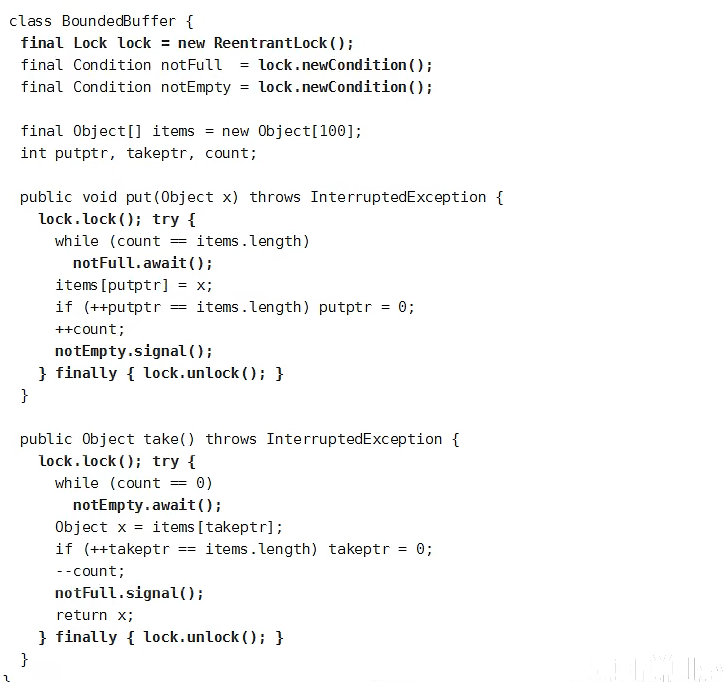 class BoundedBuffer {
final Lock lock = new ReentrantLock();
final Condition notFull  = lock.newCondition();
final Condition notEmpty = lock.newCondition();
final Object[] items = new Object[100];
int putptr, takeptr, count;
public void put(Object x) throws InterruptedException {
lock.lock(); try {
while (count == items.length)
notFull.await();
items[putptr] = x;
if (++putptr == items.length) putptr = 0;
++count;
notEmpty.signal();
} finally { lock.unlock(); }
}
public Object take() throws InterruptedException {
lock.lock(); try {
while (count == 0)
notEmpty.await();
Object x = items[takeptr];
if (++takeptr == items.length) takeptr = 0;
--count;
notFull.signal();
return x;
} finally { lock.unlock(); }
}
}